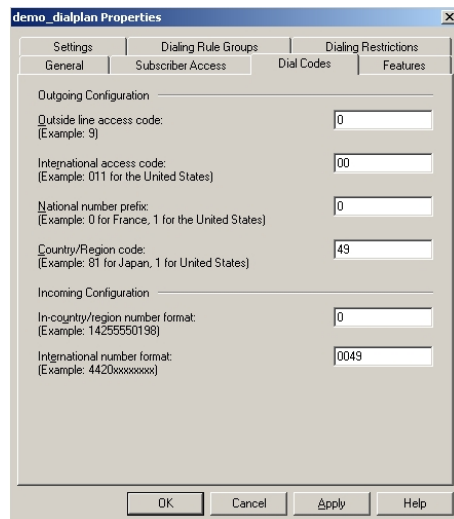 demo_dialplan Properties
Settings Dialing Rule Groups Dialing Restrictions
General Subscriber Access Dial Codes Features
Outgoing Configuration
Outside line access code: 0
(Example: 9)
International access code: 00
(Example: 011 for the United States)
National number prefix: 0
(Example: 0 for France, 1 for the United States)
Country/Region code: 49
(Example: 81 for Japan, 1 for United States)
Incoming Configuration
In-country/region number format: 0
(Example: 14255550198)
International number format: 0049
(Example: 4420xxxxxxxx)
OK Cancel Apply Help